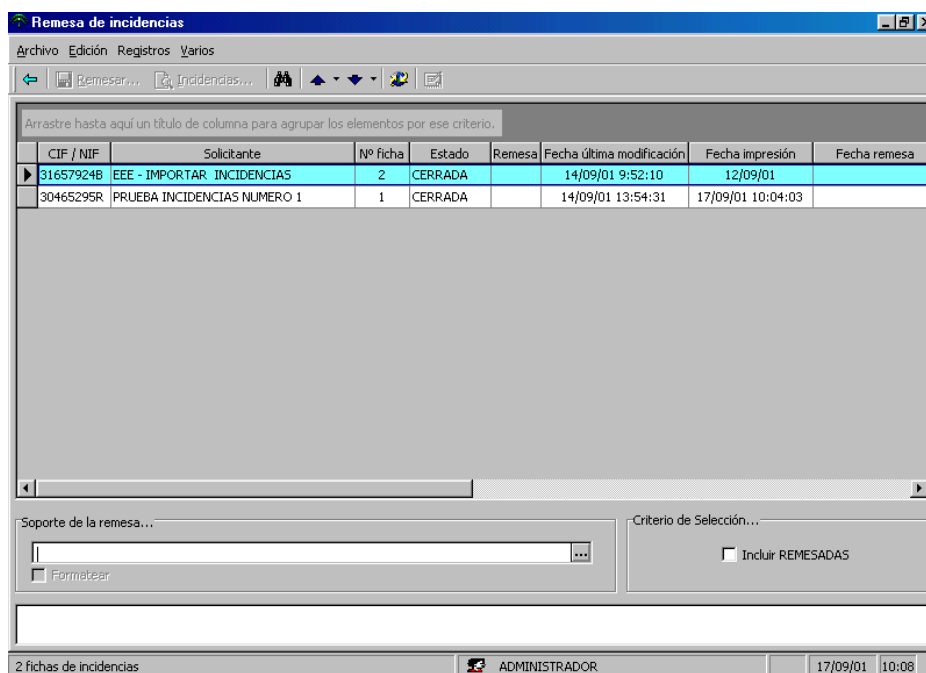 Remesa de incidencias
Archivo Edición Registros Varios
Remesar... Incidencias...
Arrastre hasta aquí un título de columna para agrupar los elementos por ese criterio.
CIF / NIF Solicitante Nº ficha Estado Remesa Fecha última modificación Fecha impresión Fecha remesa
31657924B EEE - IMPORTAR INCIDENCIAS 2 CERRADA 14/09/01 9:52:10 12/09/01
30465295R PRUEBA INCIDENCIAS NUMERO 1 1 CERRADA 14/09/01 13:54:31 17/09/01 10:04:03
Soporte de la remesa... Criterio de Selección...
... Incluir REMESADAS
Formatear
2 fichas de incidencias ADMINISTRADOR 17/09/01 10:08